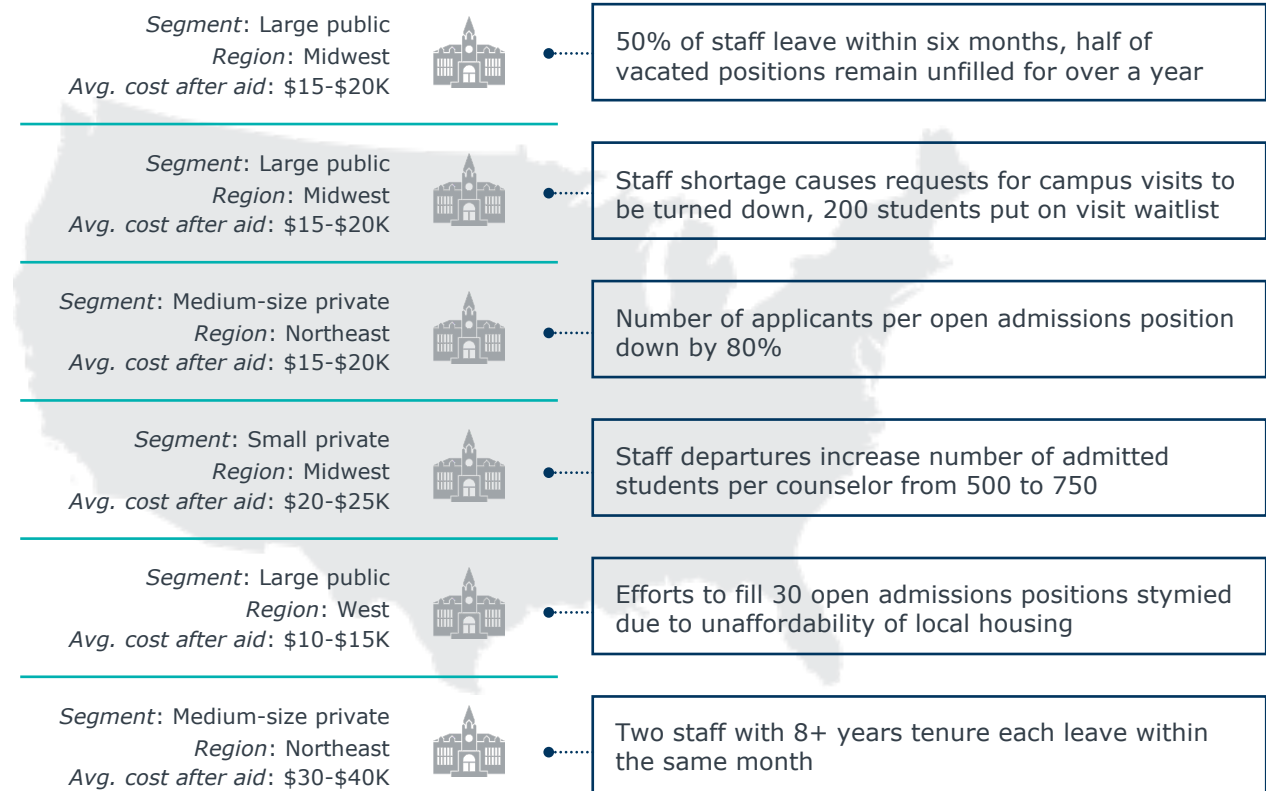 Segment: Large public
Region: Midwest
Avg. cost after aid: $15-$20K
50% of staff leave within six months, half of
vacated positions remain unfilled for over a year
Segment: Large public
Region: Midwest
Avg. cost after aid: $15-$20K
Staff shortage causes requests for campus visits to
be turned down, 200 students put on visit waitlist
Segment: Medium-size private
Region: Northeast
Avg. cost after aid: $15-$20K
Number of applicants per open admissions position
down by 80%
Segment: Small private
Region: Midwest
Avg. cost after aid: $20-$25K
Staff departures increase number of admitted
students per counselor from 500 to 750
Segment: Large public
Region: West
Avg. cost after aid: $10-$15K
Efforts to fill 30 open admissions positions stymied
due to unaffordability of local housing
Segment: Medium-size private
Region: Northeast
Avg. cost after aid: $30-$40K
Two staff with 8+ years tenure each leave within
the same month